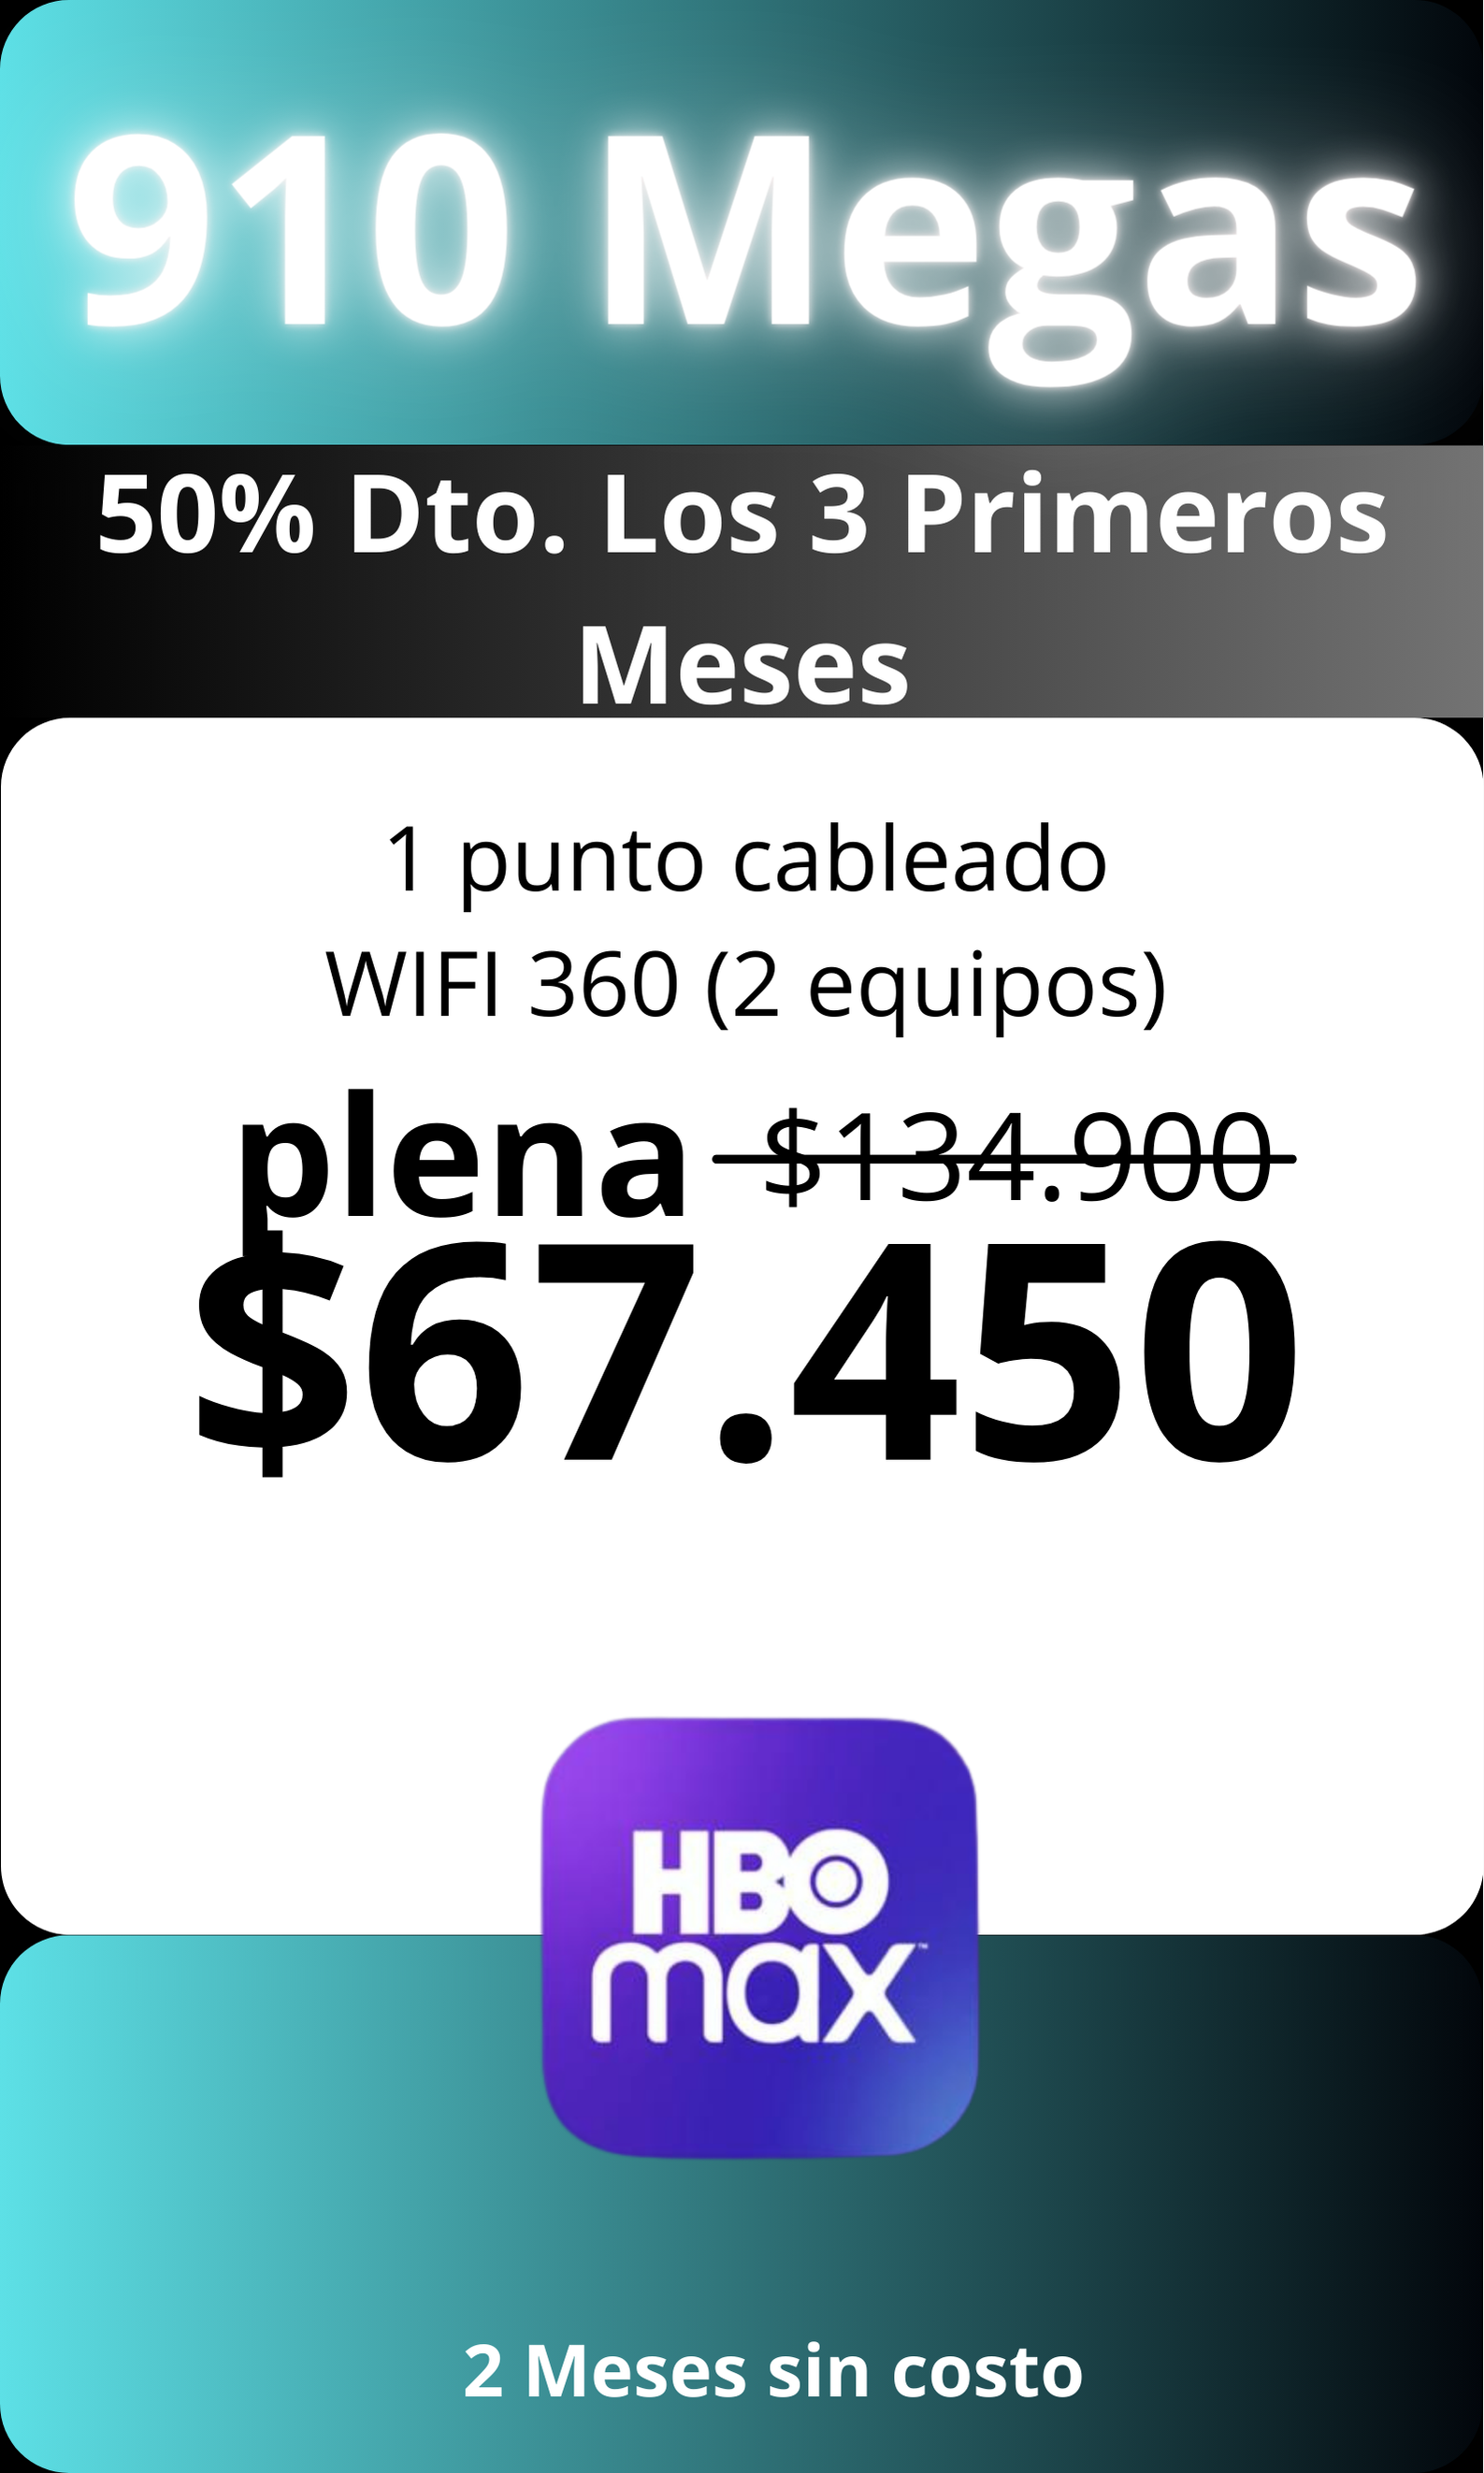 910 Megas
50% Dto. Los 3 Primeros
Meses
1 punto cableado
WIFI 360 (2 equipos)
plena $134.900
$67.450
HBO
max™
2 Meses sin costo